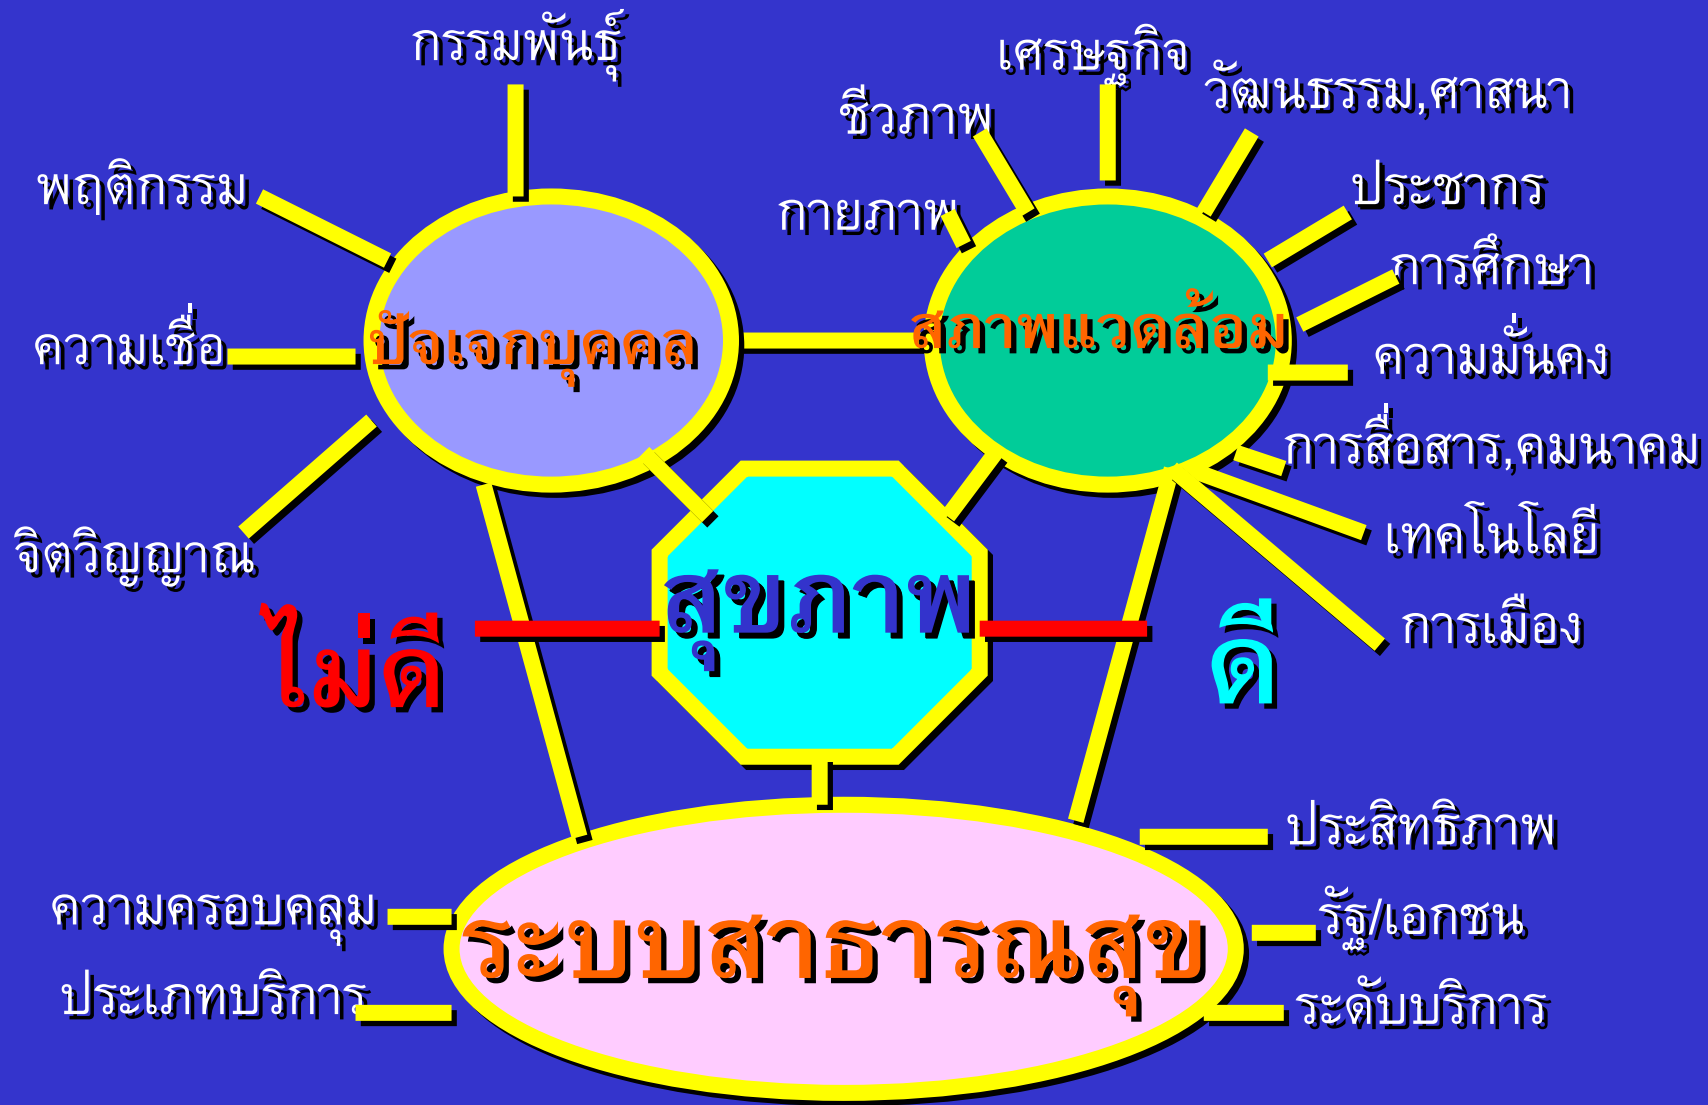 กรรมพันธุ์
เศรษฐกิจ
วัฒนธรรม,ศาสนา
ชีวภาพ
พฤติกรรม
ประชากร
กายภาพ
การศึกษา
ความเชื่อ
ปัจเจกบุคคล
สภาพแวดล้อม
ความมั่นคง
การสื่อสาร,คมนาคม
จิตวิญญาณ
เทคโนโลยี
สุขภาพ
ไม่ดี
ดี
การเมือง
ประสิทธิภาพ
ความครอบคลุม
รัฐ/เอกชน
ระบบสาธารณสุข
ประเภทบริการ
ระดับบริการ